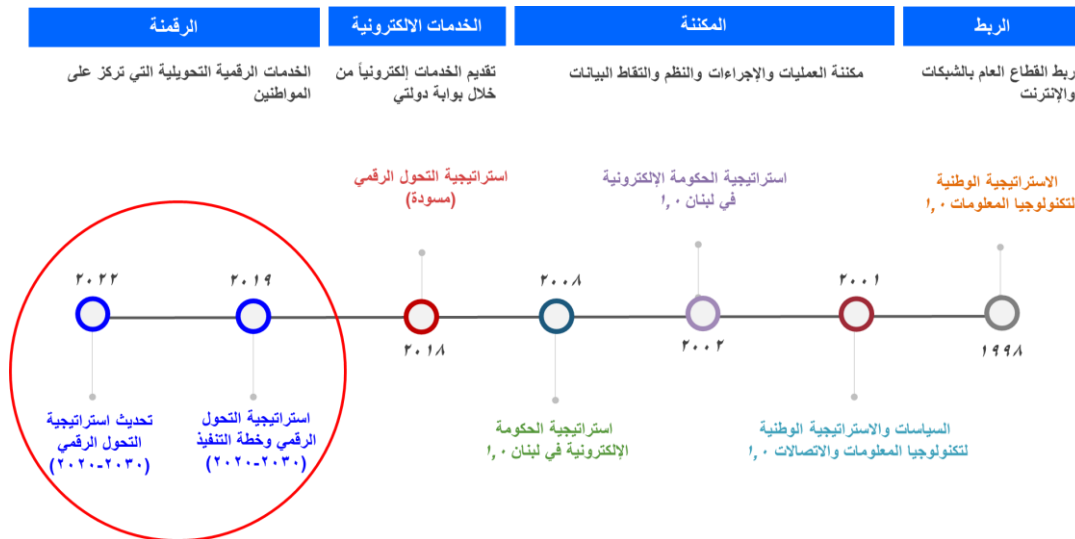 الربط
المكننة
الخدمات الالكترونية
الرقمنة
ربط القطاع العام بالشبكات
والإنترنت
مكننة العمليات والإجراءات والنظم والتقاط البيانات
تقديم الخدمات إلكترونياً من
خلال بوابة دولتي
الخدمات الرقمية التحويلية التي تركز على
المواطنين
الاستراتيجية الوطنية
لتكنولوجيا المعلومات ١,٠
استراتيجية الحكومة الإلكترونية
في لبنان ١,٠
استراتيجية التحول الرقمي
(مسودة)
١٩٩٨
٢٠٠١
٢٠٠٢
٢٠٠٨
٢٠١٨
٢٠١٩
٢٠٢٢
السياسات والاستراتيجية الوطنية
لتكنولوجيا المعلومات والاتصالات ١,٠
استراتيجية الحكومة
الإلكترونية في لبنان ١,٠
استراتيجية التحول
الرقمي وخطة التنفيذ
(٢٠٢٠-٢٠٣٠)
تحديث استراتيجية
التحول الرقمي
(٢٠٢٠-٢٠٣٠)